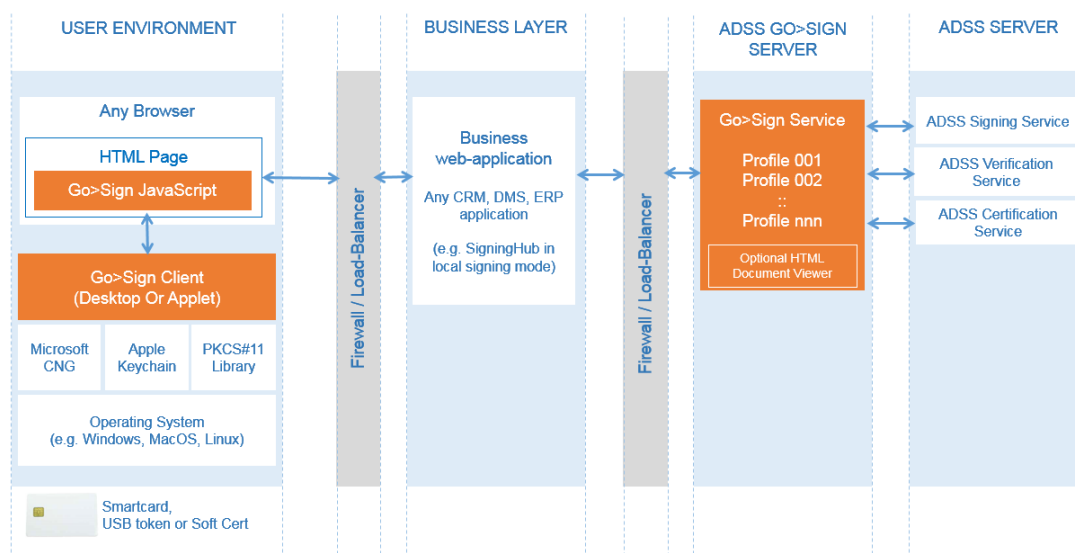 USER ENVIRONMENT
BUSINESS LAYER
ADSS GO>SIGN
SERVER
ADSS SERVER
Any Browser
HTML Page
Go>Sign JavaScript
Go>Sign Client
(Desktop Or Applet)
Microsoft
CNG
Apple
Keychain
PKCS#11
Library
Operating System
(e.g. Windows, MacOS, Linux)
Smartcard,
USB token or Soft Cert
Firewall / Load-Balancer
Business
web-application
Any CRM, DMS, ERP
application
(e.g. SigningHub in
local signing mode)
Firewall / Load-Balancer
Go>Sign Service
Profile 001
Profile 002
::
Profile nnn
Optional HTML
Document Viewer
ADSS Signing Service
ADSS Verification
Service
ADSS Certification
Service